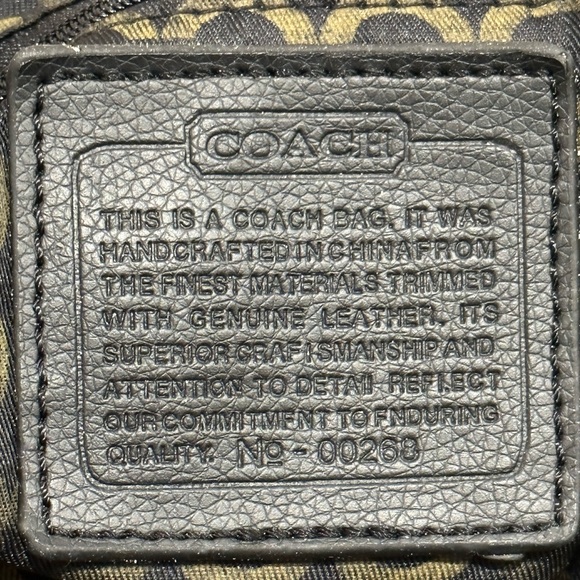 COACH
THIS IS A COACH BAG. IT WAS
HANDCRAFTED IN CHINA FROM
THE FINEST MATERIALS TRIMMED
WITH GENUINE LEATHER. ITS
SUPERIOR CRAFTSMANSHIP AND
ATTENTION TO DETAIL REFLECT
OUR COMMITMENT TO ENDURING
QUALITY. No - 00268